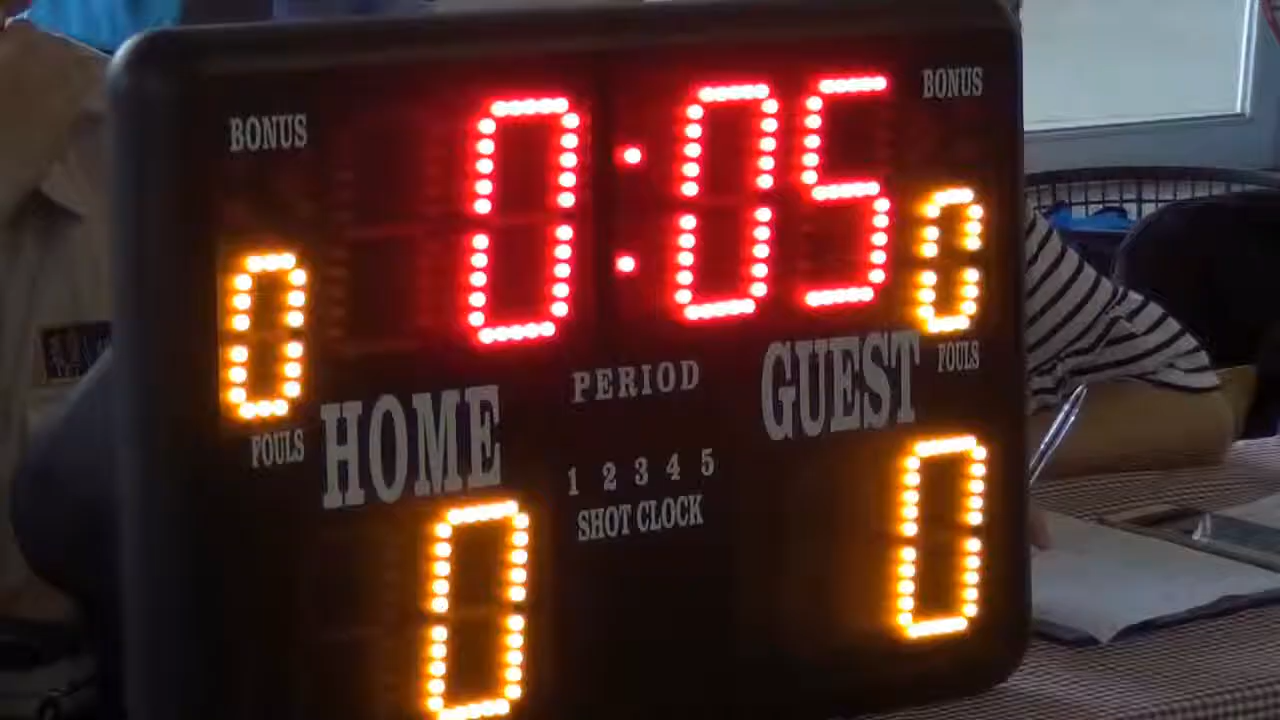 BONUS
0:05
BONUS
0
FOULS
0
FOULS
HOME
PERIOD
GUEST
1 2 3 4 5
SHOT CLOCK
0
0